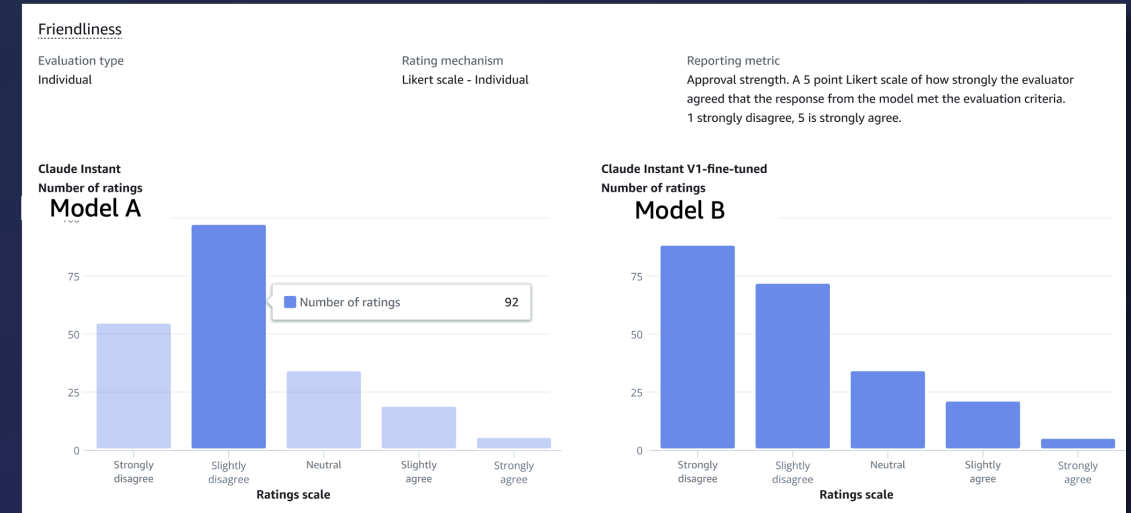 Friendliness
Evaluation type
Individual
Rating mechanism
Likert scale - Individual
Reporting metric
Approval strength. A 5 point Likert scale of how strongly the evaluator
agreed that the response from the model met the evaluation criteria.
1 strongly disagree, 5 is strongly agree.
Claude Instant
Number of ratings
Model A
75
50
25
0
Number of ratings 92
Strongly disagree
Slightly disagree
Neutral
Slightly agree
Strongly agree
Ratings scale
Claude Instant V1-fine-tuned
Number of ratings
Model B
75
50
25
0
Strongly disagree
Slightly disagree
Neutral
Slightly agree
Strongly agree
Ratings scale